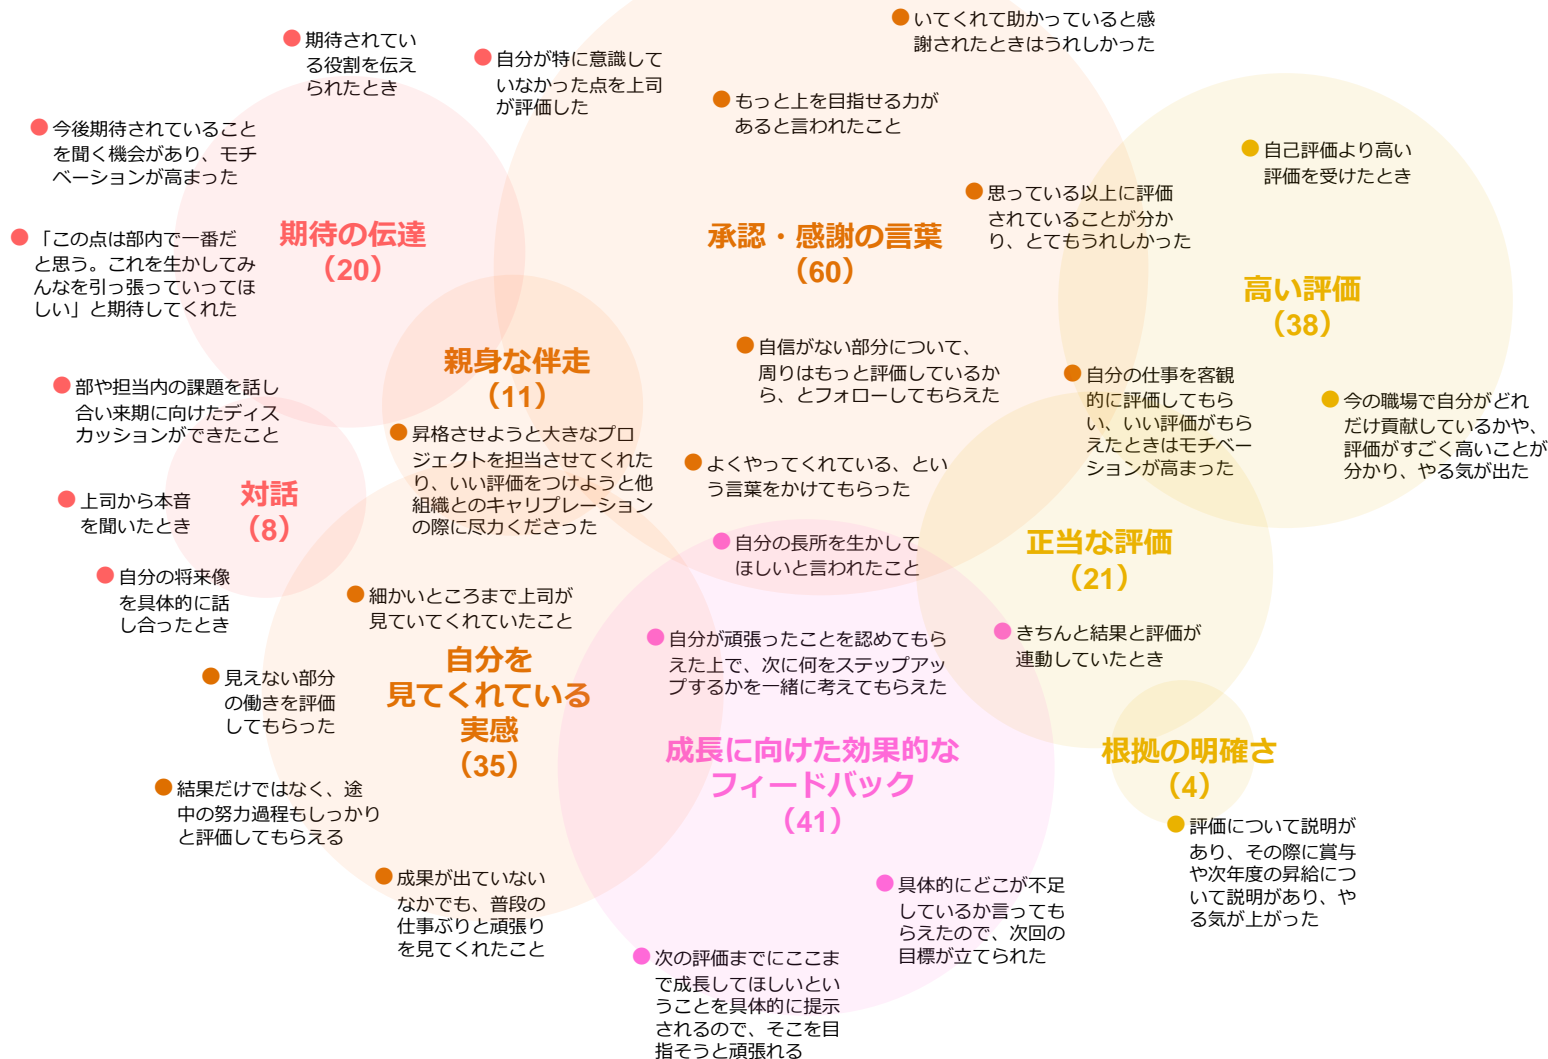 いてくれて助かっていると感
謝されたときはうれしかった
期待されてい
る役割を伝え
られたとき
自分が特に意識して
いなかった点を上司
が評価した
もっと上を目指せる力が
あると言われたこと
今後期待されていること
を聞く機会があり、モチ
ベーションが高まった
自己評価より高い
評価を受けたとき
思っている以上に評価
されていることが分か
り、とてもうれしかった
「この点は部内で一番だ
と思う。これを生かしてみ
んなを引っ張っていってほ
しい」と期待してくれた
期待の伝達
（20）
承認・感謝の言葉
（60）
高い評価
（38）
親身な伴走
（11）
自信がない部分について、
周りはもっと評価しているか
ら、とフォローしてもらえた
自分の仕事を客観
的に評価してもら
い、いい評価がもら
えたときはモチベー
ションが高まった
今の職場で自分がどれ
だけ貢献しているかや、
評価がすごく高いことが
分かり、やる気が出た
部や担当内の課題を話し
合い来期に向けたディス
カッションができたこと
昇格させようと大きなプロ
ジェクトを担当させてくれた
り、いい評価をつけようと他
組織とのキャリプレーション
の際に尽力くださった
よくやってくれている、とい
う言葉をかけてもらった
対話
（8）
上司から本音
を聞いたとき
自分の長所を生かして
ほしいと言われたこと
正当な評価
（21）
自分の将来像
を具体的に話
し合ったとき
細かいところまで上司が
見ていてくれていたこと
自分が頑張ったことを認めてもら
えた上で、次に何をステップアッ
プするかを一緒に考えてもらえた
きちんと結果と評価が
連動していたとき
見えない部分
の働きを評価
してもらった
自分を
見てくれている
実感
（35）
成長に向けた効果的な
フィードバック
（41）
根拠の明確さ
（4）
結果だけではなく、途
中の努力過程もしっかり
と評価してもらえる
評価について説明が
あり、その際に賞与
や次年度の昇給につ
いて説明があり、や
る気が上がった
成果が出ていない
なかでも、普段の
仕事ぶりと頑張り
を見てくれたこと
具体的にどこが不足
しているか言っても
らえたので、次回の
目標が立てられた
次の評価までにここま
で成長してほしいとい
うことを具体的に提示
されるので、そこを目
指そうと頑張れる